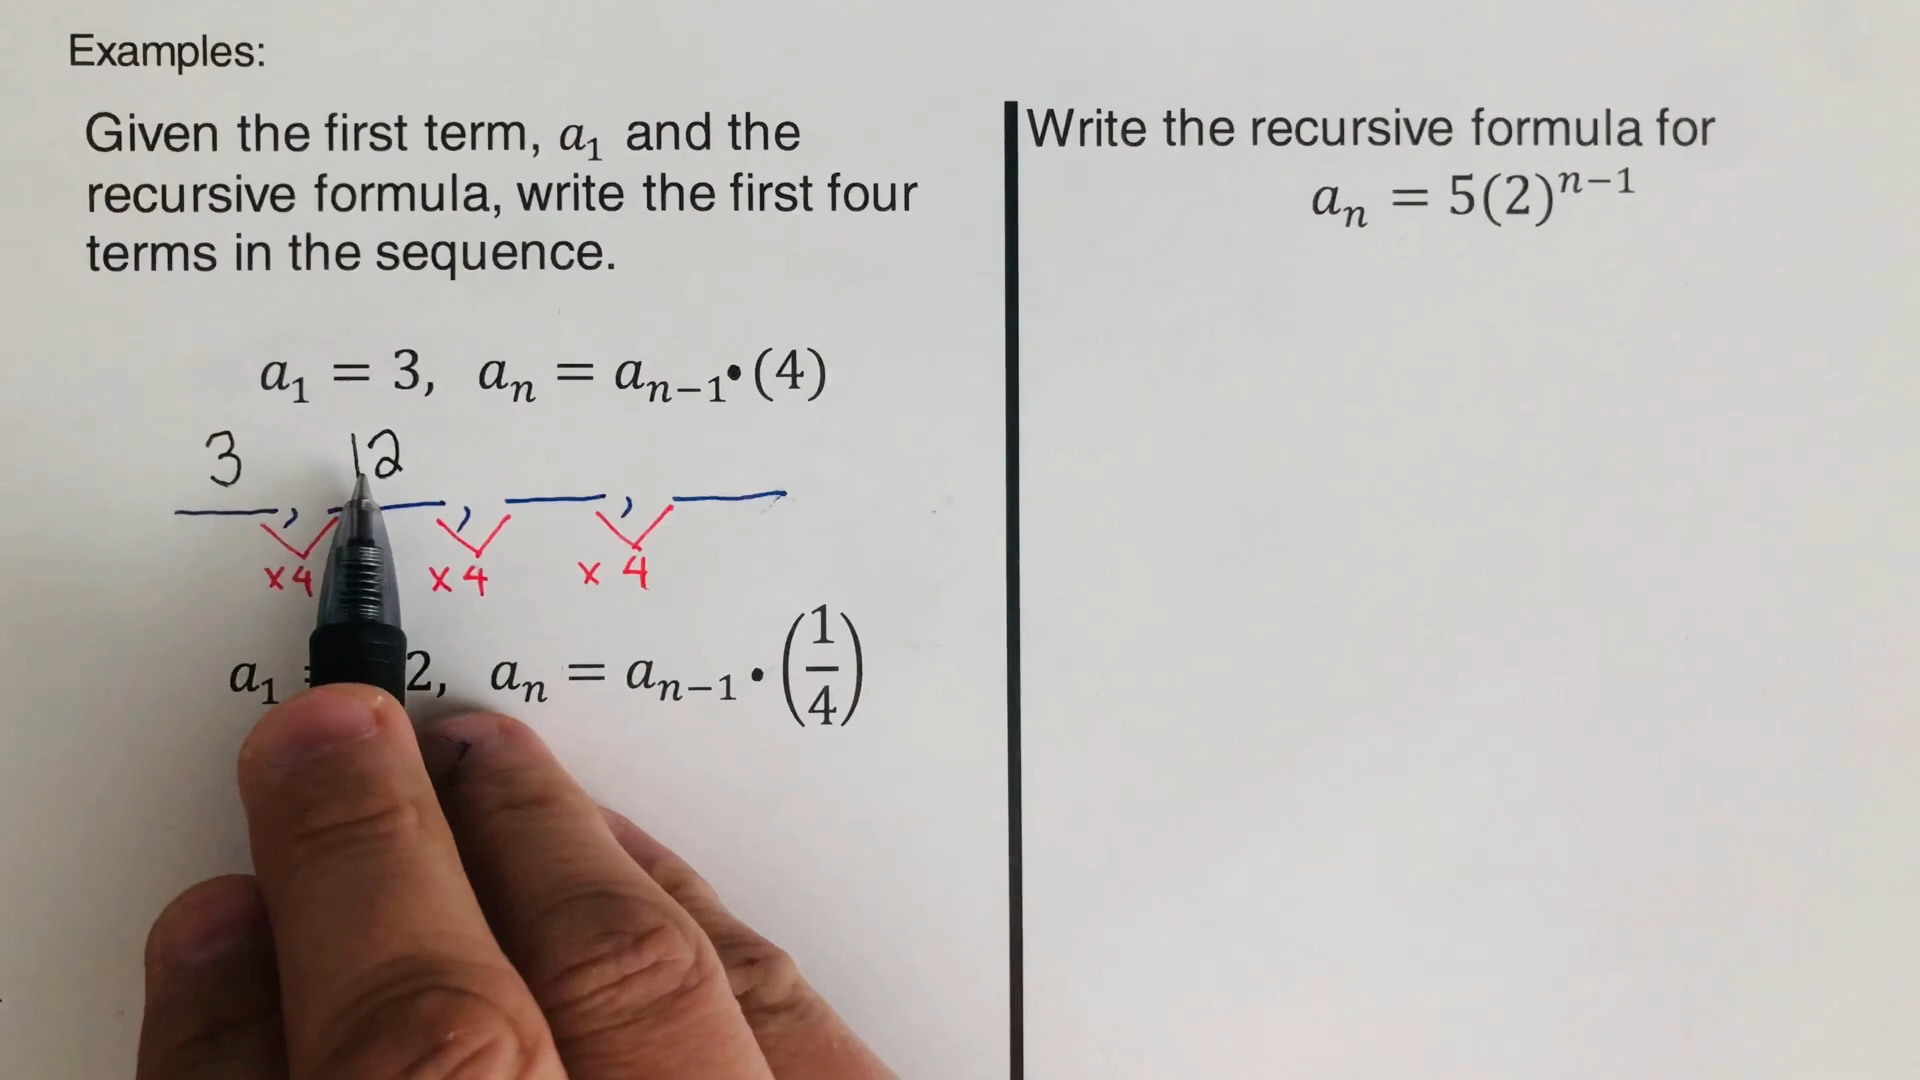 Examples:
Given the first term, a₁ and the
recursive formula, write the first four
terms in the sequence.
a₁ = 3, aₙ = aₙ₋₁•(4)
3 12
, , ,
x4 x4 x 4
a₁ 2, aₙ = aₙ₋₁•(1/4)
Write the recursive formula for
aₙ = 5(2)ⁿ⁻¹